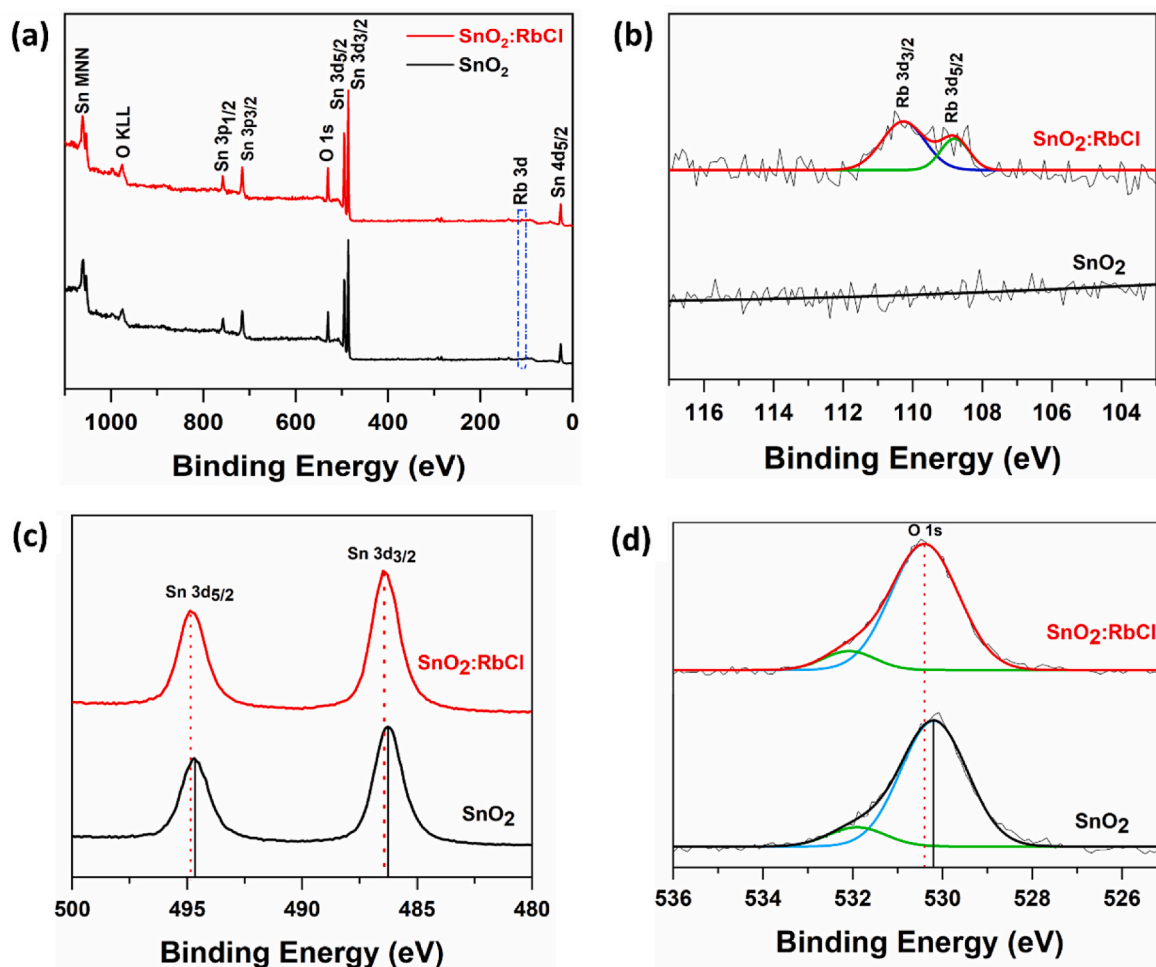 (a)
SnO2:RbCl
SnO2
Sn MNN
O KLL
Sn 3p1/2
Sn 3p3/2
O 1s
Sn 3d5/2
Sn 3d3/2
Rb 3d
Sn 4d5/2
1000 800 600 400 200 0
Binding Energy (eV)
(b)
Rb 3d3/2
Rb 3d5/2
SnO2:RbCl
SnO2
116 114 112 110 108 106 104
Binding Energy (eV)
(c)
Sn 3d5/2
Sn 3d3/2
SnO2:RbCl
SnO2
500 495 490 485 480
Binding Energy (eV)
(d)
O 1s
SnO2:RbCl
SnO2
536 534 532 530 528 526
Binding Energy (eV)